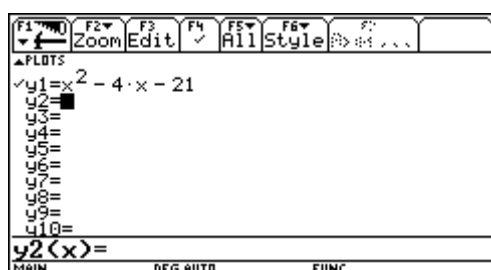 F1 F2 Zoom F3 Edit F4 ✓ F5 All F6 Style F7
▲PLOTS
✓y1=x² - 4·x - 21
y2=
y3=
y4=
y5=
y6=
y7=
y8=
y9=
y10=
y2(x)=
MAIN DEG AUTO FUNC